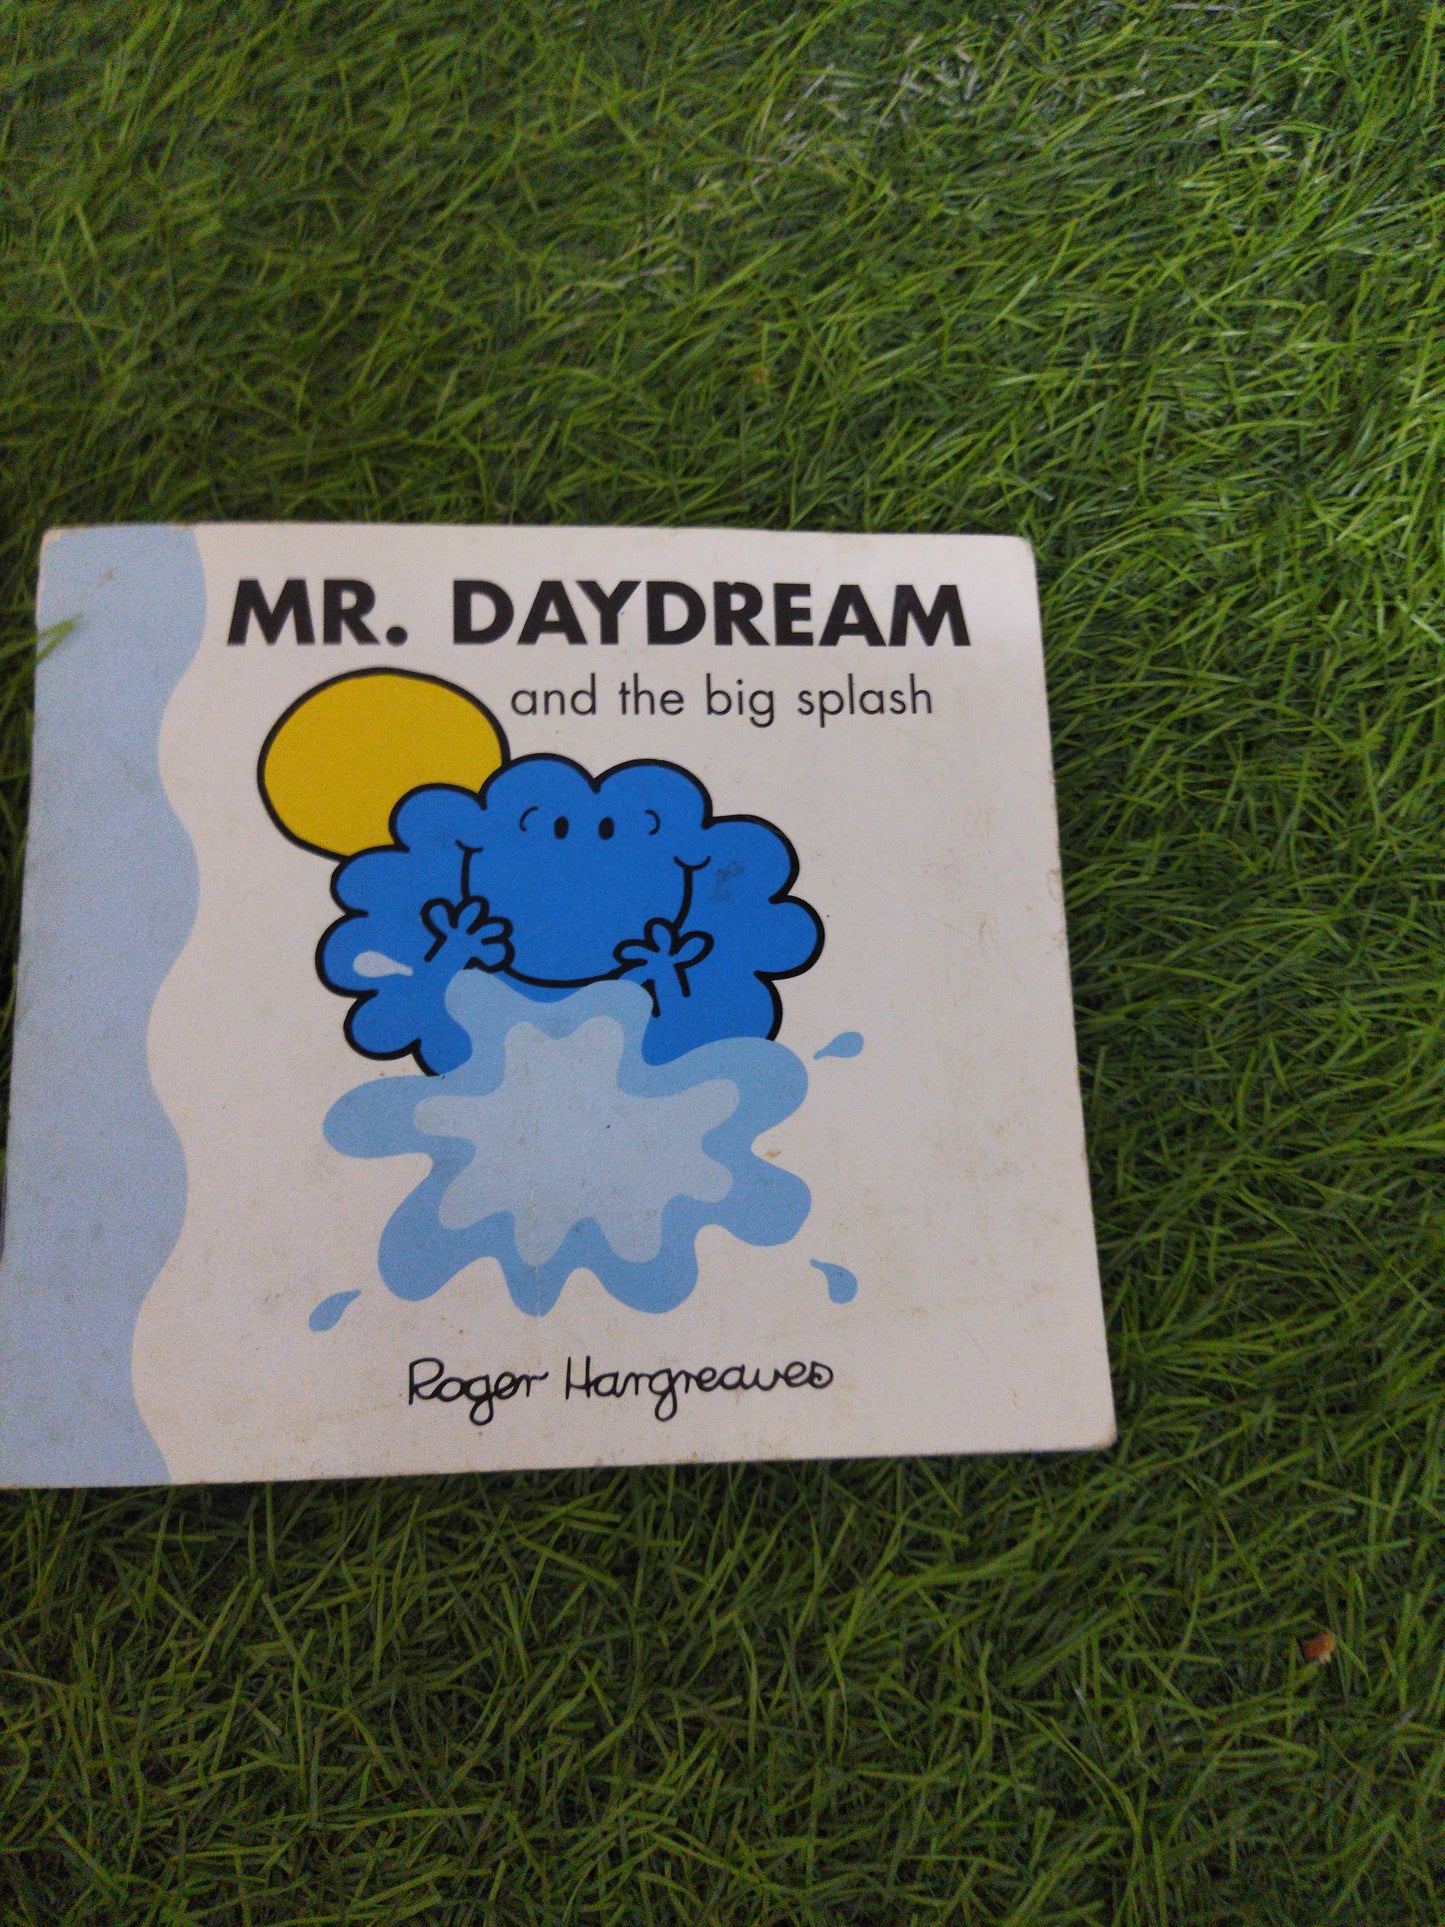 MR. DAYDREAM
and the big splash
Roger Hargreaves